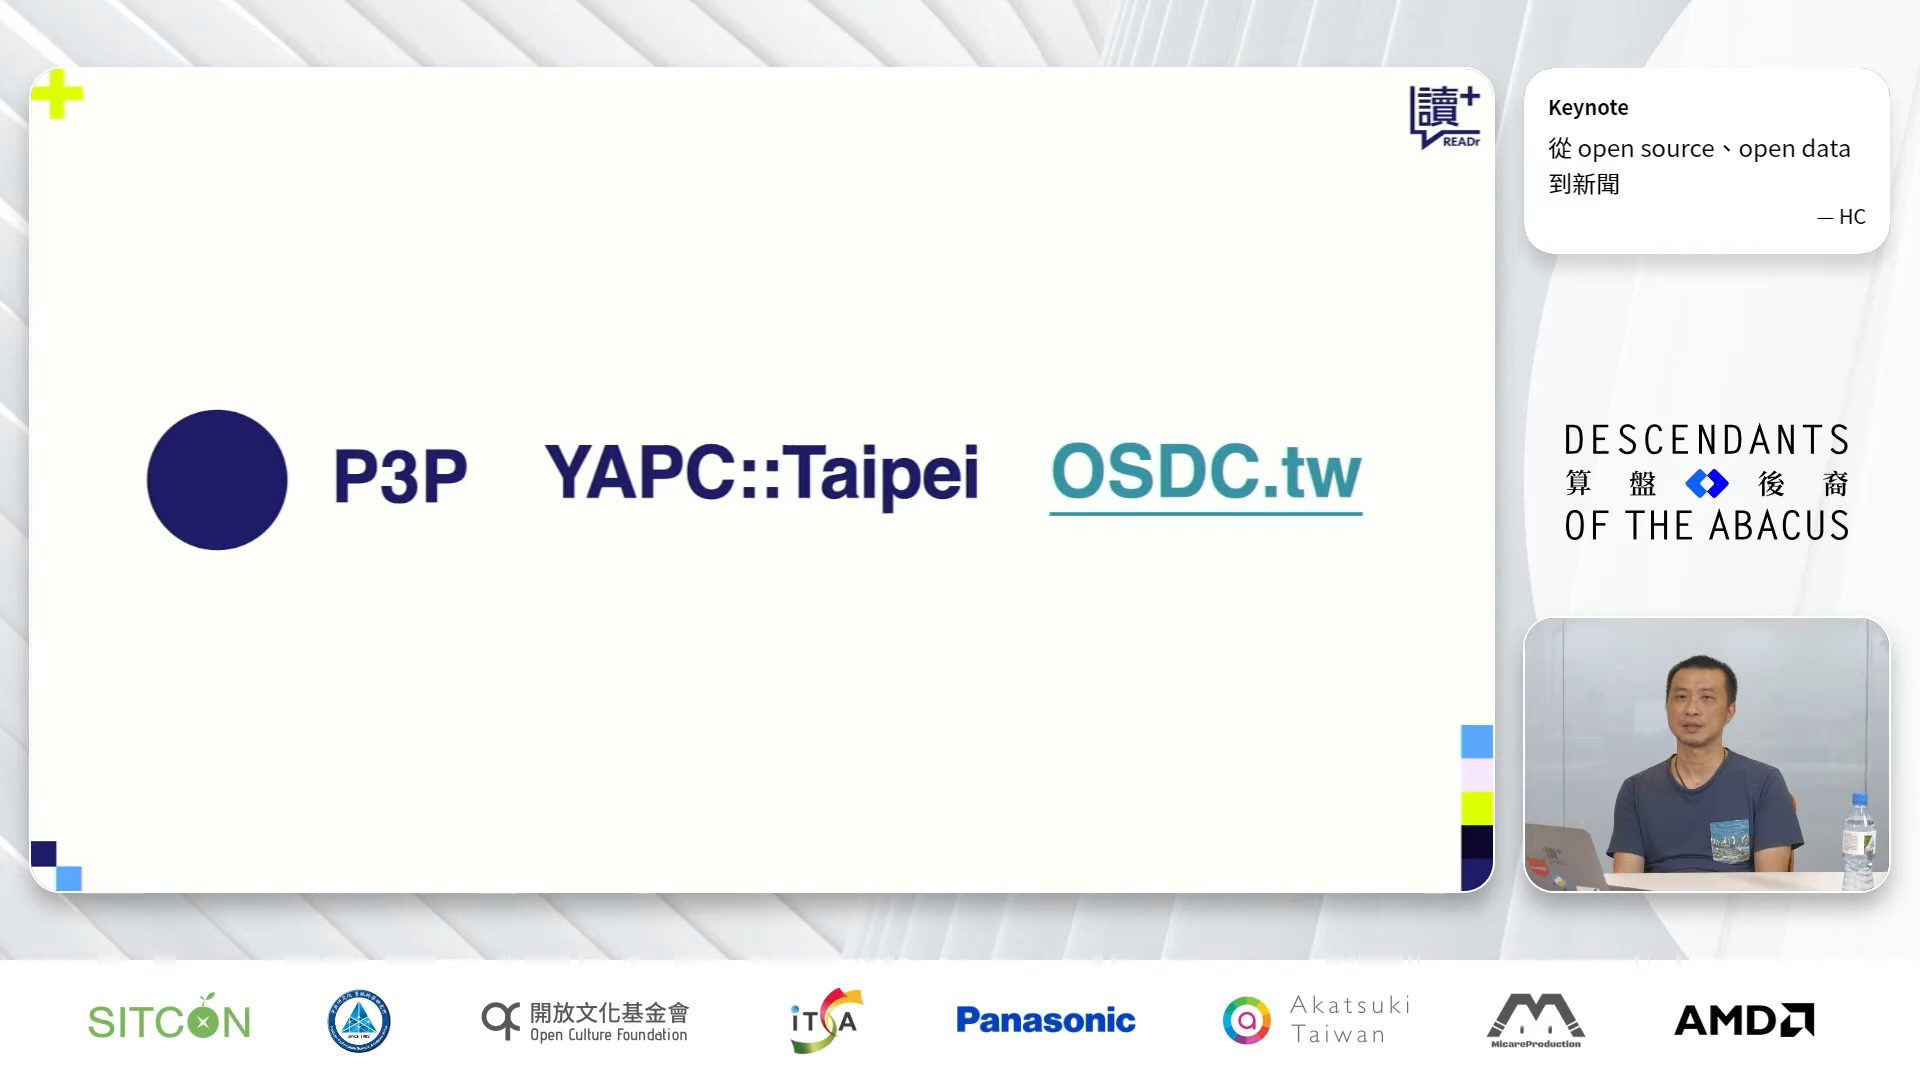 讀+
READr
P3P
YAPC::Taipei
OSDC.tw
Keynote
從 open source、open data
到新聞
— HC
DESCENDANTS
算盤後裔
OF THE ABACUS
SITCON
開放文化基金會
Open Culture Foundation
iTSA
Panasonic
Akatsuki
Taiwan
MicareProduction
AMD